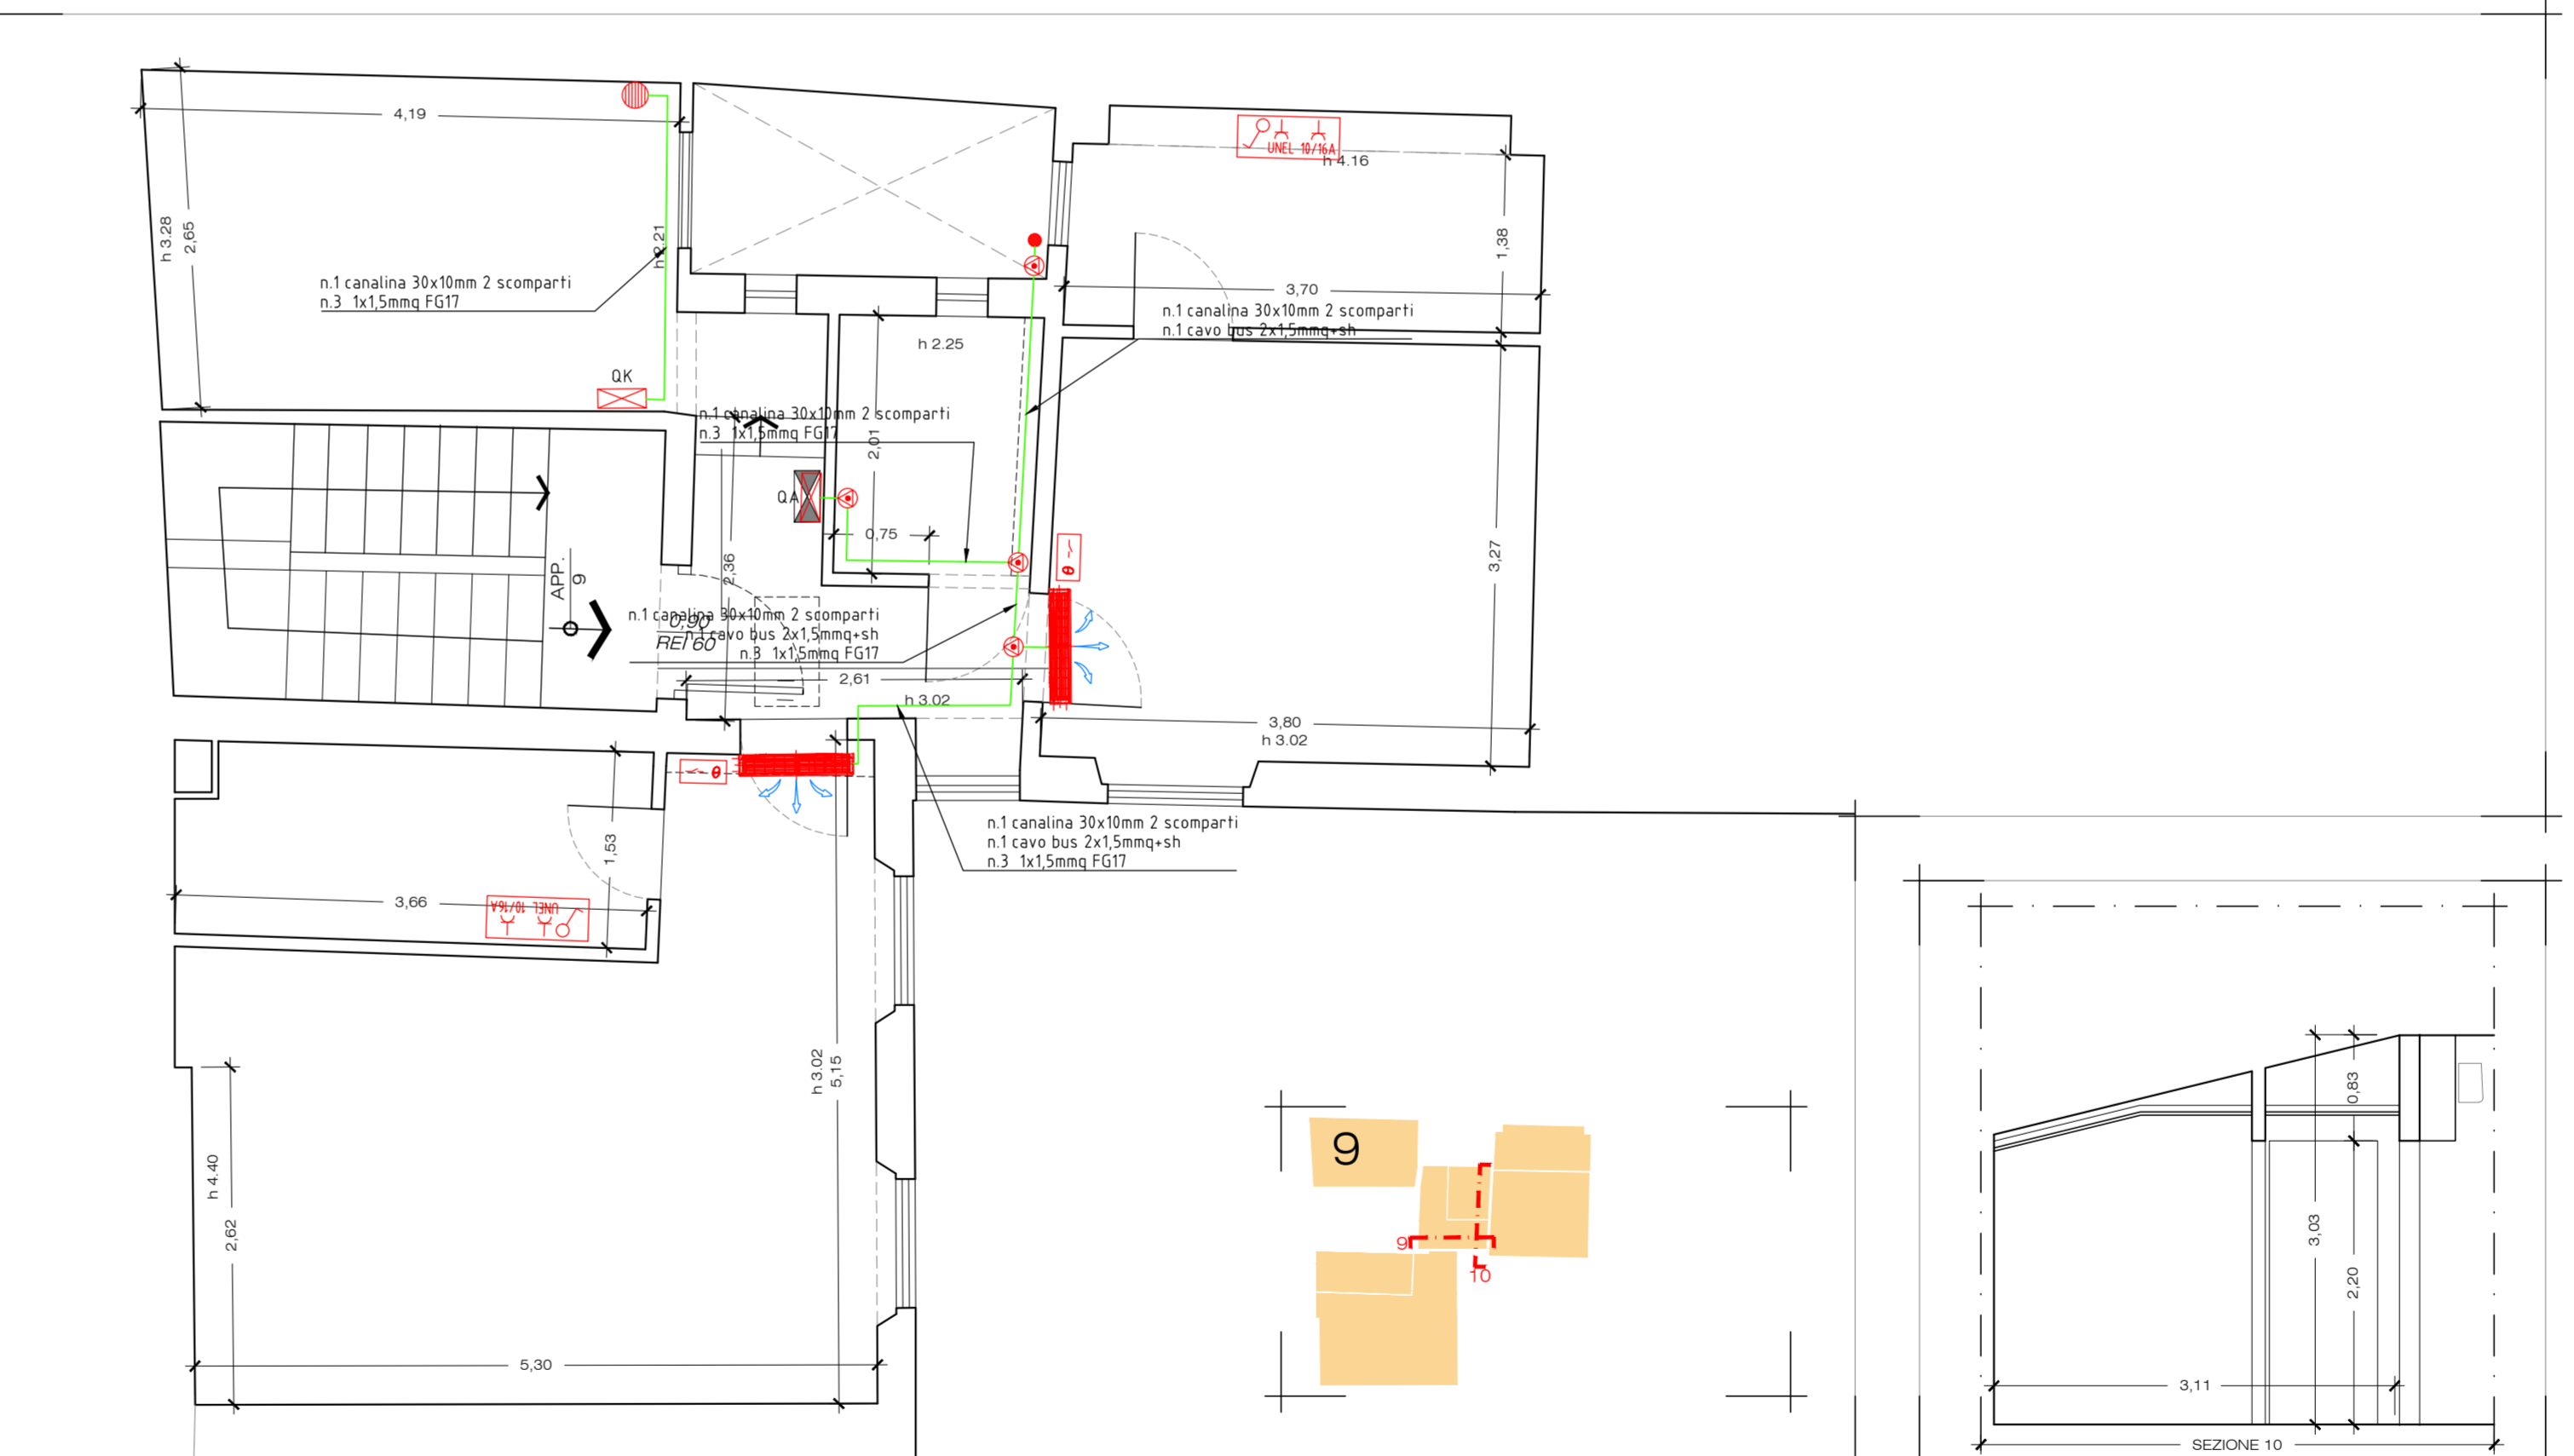 4,19
h 3.28
2,65
h 2.21
n.1 canalina 30x10mm 2 scomparti
n.3 1x1,5mmq FG17
QK
UNEL 10/16A
h 4.16
1,38
3,70
n.1 canalina 30x10mm 2 scomparti
n.1 cavo bus 2x1,5mmq+sh
h 2.25
n.1 canalina 30x10mm 2 scomparti
n.3 1x1,5mmq FG17
2,01
QA
0,75
2,36
θ
3,27
APP.
9
n.1 canalina 30x10mm 2 scomparti
n.1 cavo bus 2x1,5mmq+sh
n.3 1x1,5mmq FG17
0,90
REI 60
2,61
h 3.02
3,80
h 3.02
θ
n.1 canalina 30x10mm 2 scomparti
n.1 cavo bus 2x1,5mmq+sh
n.3 1x1,5mmq FG17
1,53
3,66
UNEL 10/16A
h 3.02
5,15
h 4.40
2,62
5,30
9
9
10
0,83
3,03
2,20
3,11
SEZIONE 10